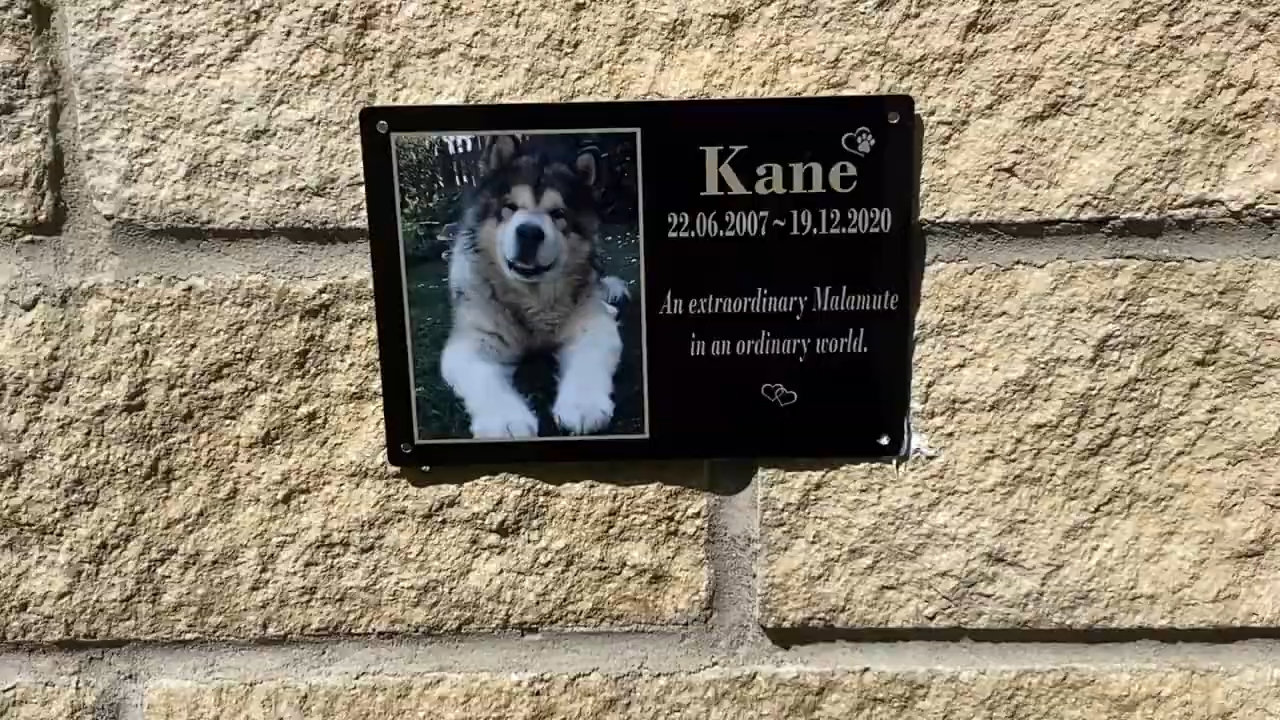 Kane
22.06.2007~19.12.2020
An extraordinary Malamute
in an ordinary world.